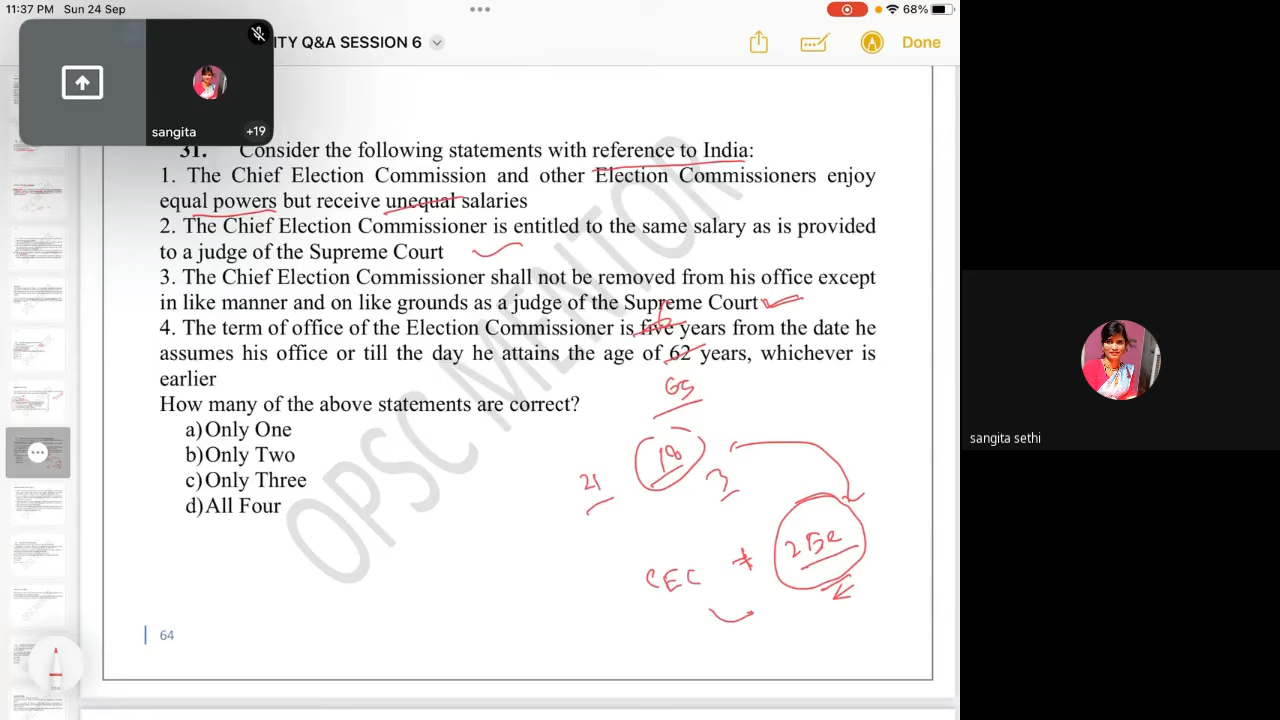 11:37 PM Sun 24 Sep
68%
ITY Q&A SESSION 6
Done
sangita
+19
31. Consider the following statements with reference to India:
1. The Chief Election Commission and other Election Commissioners enjoy
equal powers but receive unequal salaries
2. The Chief Election Commissioner is entitled to the same salary as is provided
to a judge of the Supreme Court
3. The Chief Election Commissioner shall not be removed from his office except
in like manner and on like grounds as a judge of the Supreme Court
4. The term of office of the Election Commissioner is five years from the date he
assumes his office or till the day he attains the age of 62 years, whichever is
earlier
65
How many of the above statements are correct?
a)Only One
b)Only Two
c)Only Three
d)All Four
21
18
3
2
CEC
64
OPSC MENTOR
sangita sethi